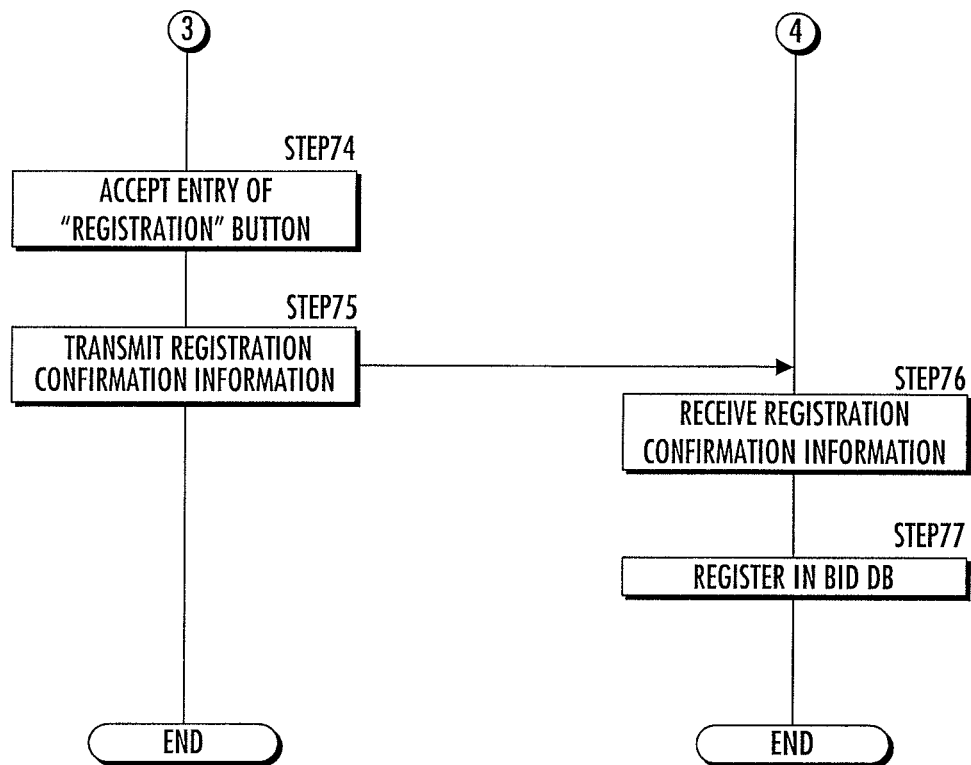 3
4
STEP74
ACCEPT ENTRY OF
“REGISTRATION” BUTTON
STEP75
TRANSMIT REGISTRATION
CONFIRMATION INFORMATION
STEP76
RECEIVE REGISTRATION
CONFIRMATION INFORMATION
STEP77
REGISTER IN BID DB
END
END